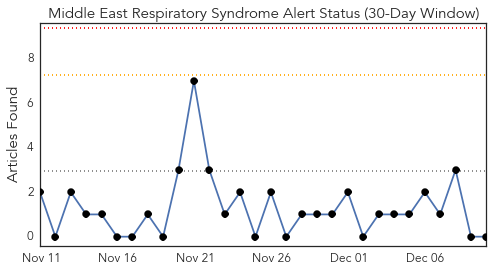 Middle East Respiratory Syndrome Alert Status (30-Day Window)
Articles Found
8
6
4
2
0
Nov 11 Nov 16 Nov 21 Nov 26 Dec 01 Dec 06